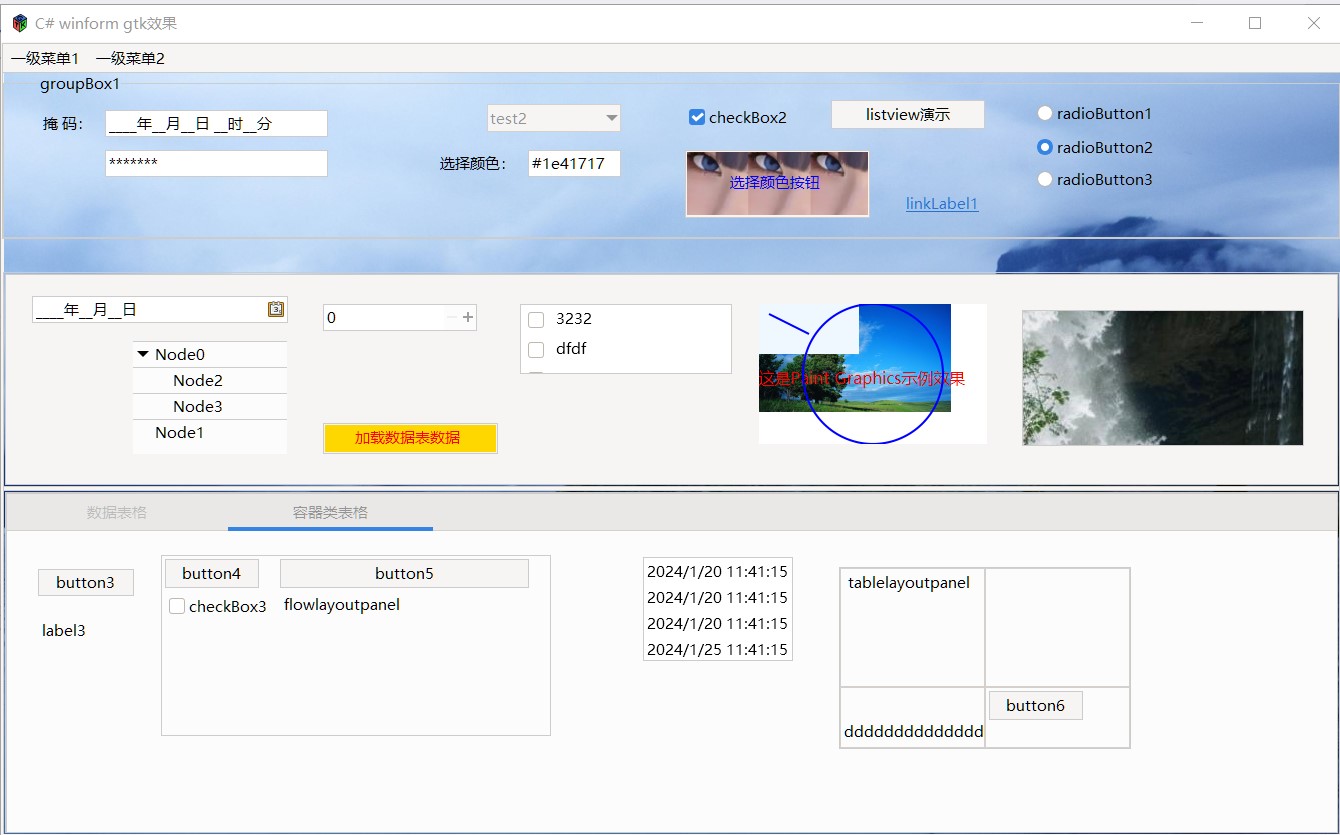 C# winform gtk效果
一级菜单1 一级菜单2
groupBox1
掩 码： ____年__月__日 __时__分
test2
checkBox2
listview演示
radioButton1
*******
选择颜色： #1e41717
选择颜色按钮
linkLabel1
radioButton2
radioButton3
____年__月__日
3
0
3232
dfdf
Node0
Node2
Node3
Node1
加载数据表数据
这是Paint Graphics示例效果
数据表格 容器类表格
button3
label3
button4 button5
checkBox3 flowlayoutpanel
2024/1/20 11:41:15
2024/1/20 11:41:15
2024/1/20 11:41:15
2024/1/25 11:41:15
tablelayoutpanel
button6
dddddddddddddd